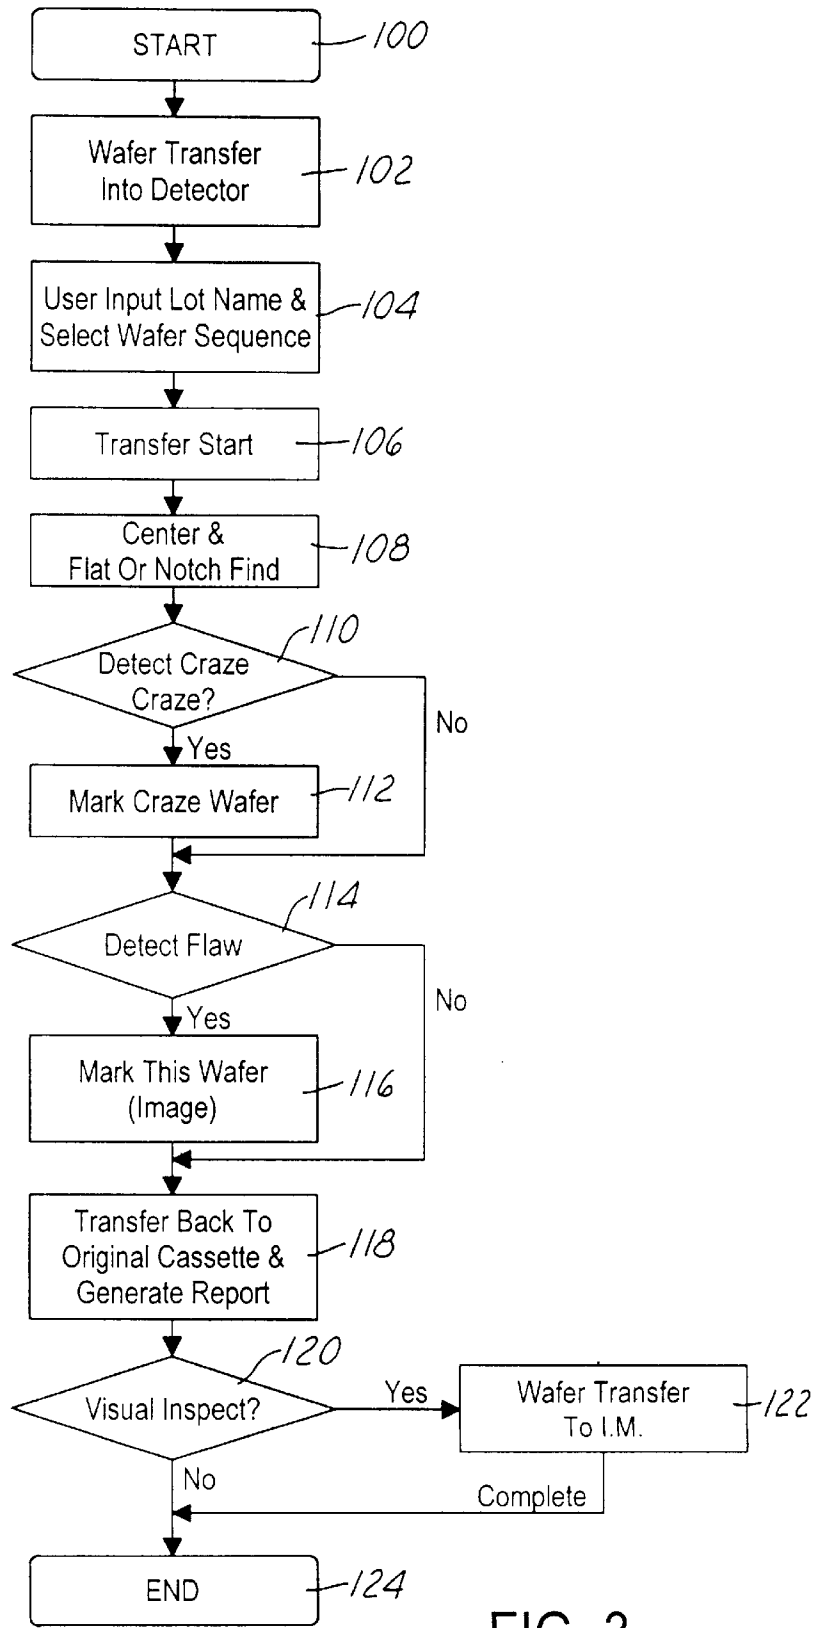 START
100
Wafer Transfer
Into Detector
102
User Input Lot Name &
Select Wafer Sequence
104
Transfer Start
106
Center &
Flat Or Notch Find
108
110
Detect Craze
Craze?
No
Yes
Mark Craze Wafer
112
114
Detect Flaw
No
Yes
Mark This Wafer
(Image)
116
Transfer Back To
Original Cassette &
Generate Report
118
120
Visual Inspect?
Yes
Wafer Transfer
To I.M.
122
No
Complete
END
124
FIG.